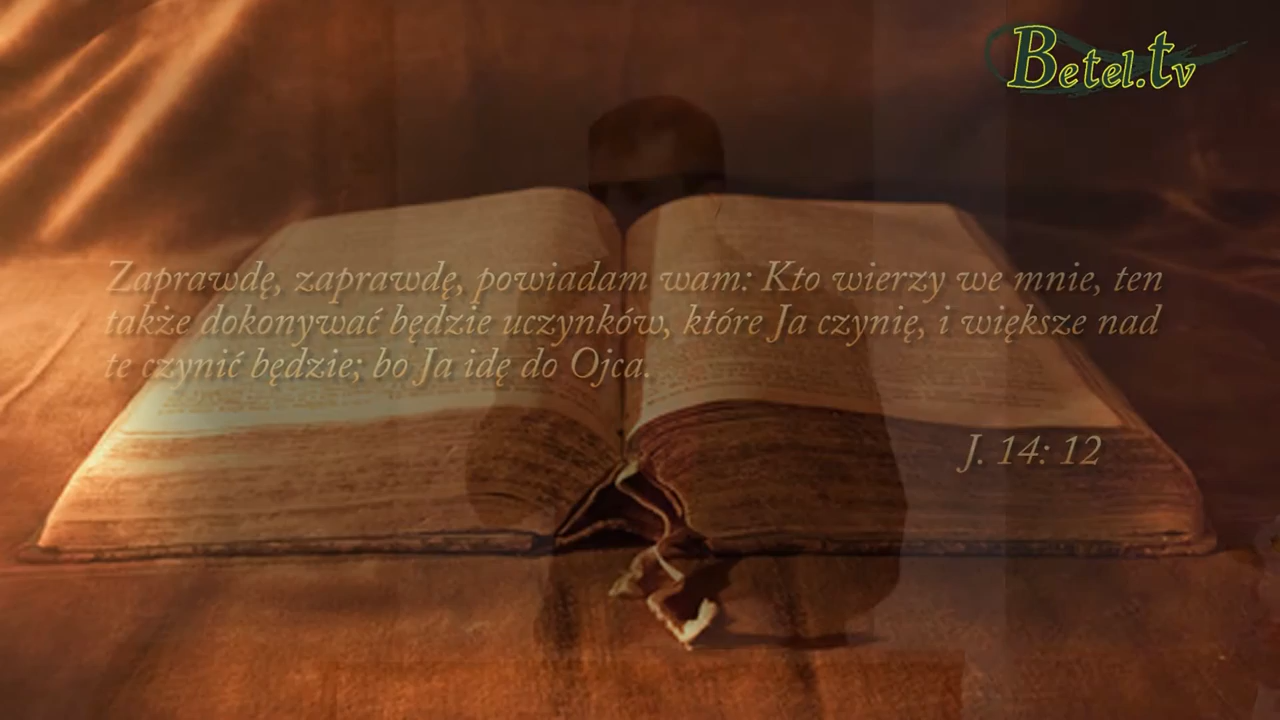 Betel.tv
Zaprawdę, zaprawdę, powiadam wam: Kto wierzy we mnie, ten
także dokonywać będzie uczynków, które Ja czynię, i większe nad
te czynić będzie; bo Ja idę do Ojca.
J. 14: 12